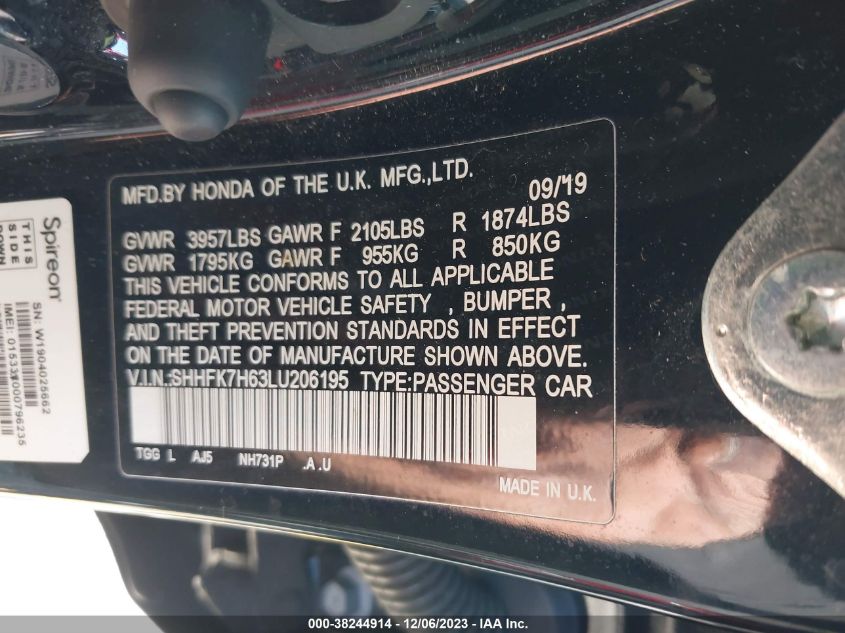 MFD.BY HONDA OF THE U.K. MFG.,LTD.
09/19
GVWR 3957LBS GAWR F 2105LBS R 1874LBS
GVWR 1795KG GAWR F 955KG R 850KG
THIS VEHICLE CONFORMS TO ALL APPLICABLE
FEDERAL MOTOR VEHICLE SAFETY , BUMPER ,
AND THEFT PREVENTION STANDARDS IN EFFECT
ON THE DATE OF MANUFACTURE SHOWN ABOVE.
V.I.N.:SHHFK7H63LU206195 TYPE:PASSENGER CAR
TGG L AJ5 NH731P .A .U
MADE IN U.K.
Spireon
THIS
SIDE
DOWN
SN: W1904025662
IMEI: 015333000796235
000-38244914 - 12/06/2023 - IAA Inc.